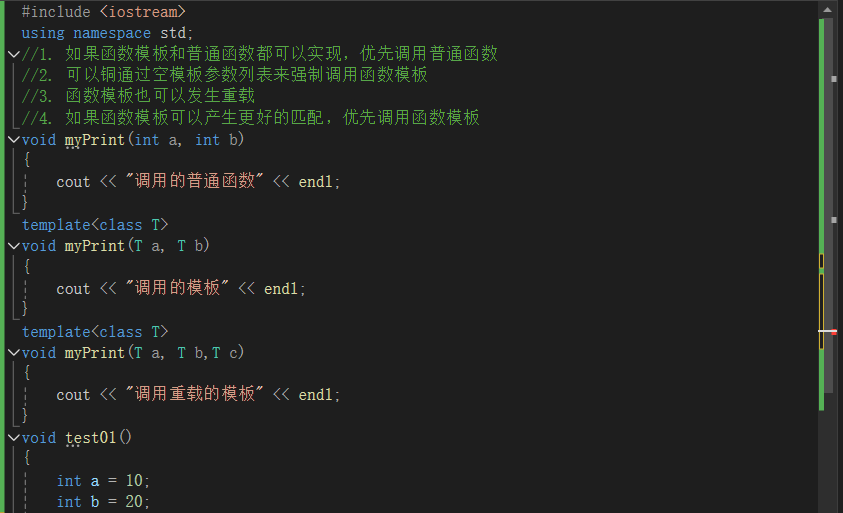 #include <iostream>
using namespace std;
//1. 如果函数模板和普通函数都可以实现，优先调用普通函数
//2. 可以铜通过空模板参数列表来强制调用函数模板
//3. 函数模板也可以发生重载
//4. 如果函数模板可以产生更好的匹配，优先调用函数模板
void myPrint(int a, int b)
{
cout << "调用的普通函数" << endl;
}
template<class T>
void myPrint(T a, T b)
{
cout << "调用的模板" << endl;
}
template<class T>
void myPrint(T a, T b,T c)
{
cout << "调用重载的模板" << endl;
}
void test01()
{
int a = 10;
int b = 20;